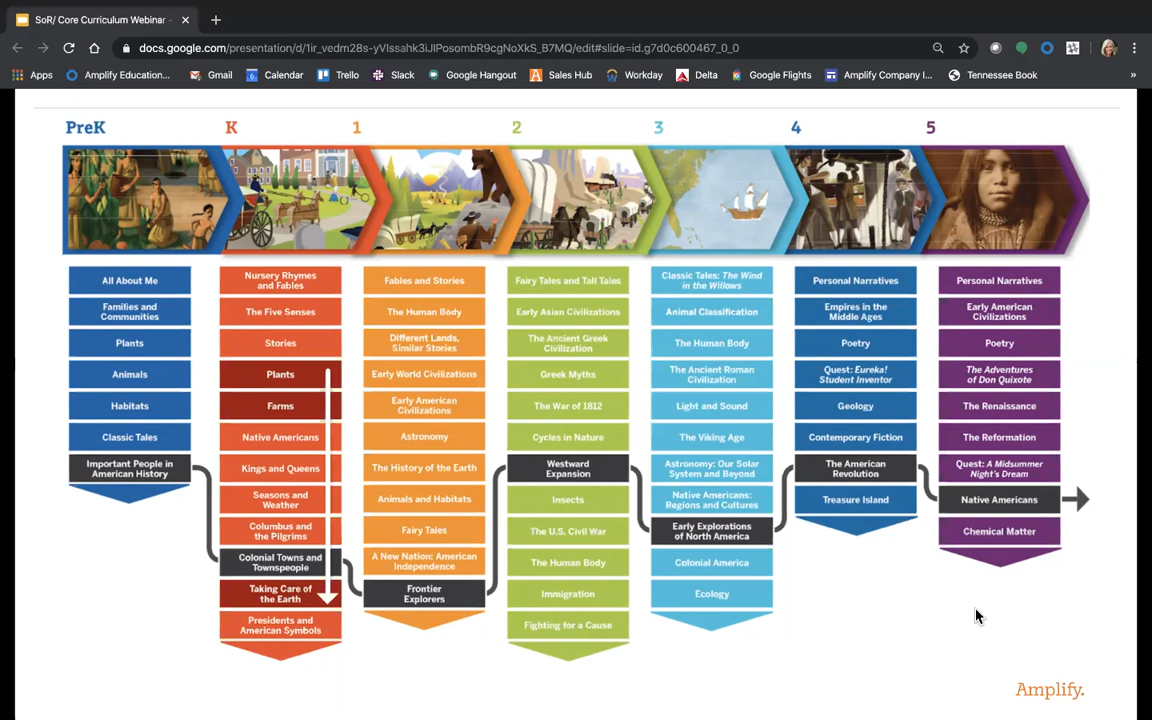 SoR/ Core Curriculum Webinar -
docs.google.com/presentation/d/1ir_vedm28s-yVIssahk3iJIPosombR9cgNoXkS_B7MQ/edit#slide=id.g7d0c600467_0_0
Apps Amplify Education... Gmail Calendar Trello Slack Google Hangout Sales Hub Workday Delta Google Flights Amplify Company I... Tennessee Book »
PreK K 1 2 3 4 5
All About Me
Families and
Communities
Plants
Animals
Habitats
Classic Tales
Important People in
American History
Nursery Rhymes
and Fables
The Five Senses
Stories
Plants
Farms
Native Americans
Kings and Queens
Seasons and
Weather
Columbus and
the Pilgrims
Colonial Towns and
Townspeople
Taking Care of
the Earth
Presidents and
American Symbols
Fables and Stories
The Human Body
Different Lands,
Similar Stories
Early World Civilizations
Early American
Civilizations
Astronomy
The History of the Earth
Animals and Habitats
Fairy Tales
A New Nation: American
Independence
Frontier
Explorers
Fairy Tales and Tall Tales
Early Asian Civilizations
The Ancient Greek
Civilization
Greek Myths
The War of 1812
Cycles in Nature
Westward
Expansion
Insects
The U.S. Civil War
The Human Body
Immigration
Fighting for a Cause
Classic Tales: The Wind
in the Willows
Animal Classification
The Human Body
The Ancient Roman
Civilization
Light and Sound
The Viking Age
Astronomy: Our Solar
System and Beyond
Native Americans:
Regions and Cultures
Early Explorations
of North America
Colonial America
Ecology
Personal Narratives
Empires in the
Middle Ages
Poetry
Quest: Eureka!
Student Inventor
Geology
Contemporary Fiction
The American
Revolution
Treasure Island
Personal Narratives
Early American
Civilizations
Poetry
The Adventures
of Don Quixote
The Renaissance
The Reformation
Quest: A Midsummer
Night's Dream
Native Americans
Chemical Matter
Amplify.